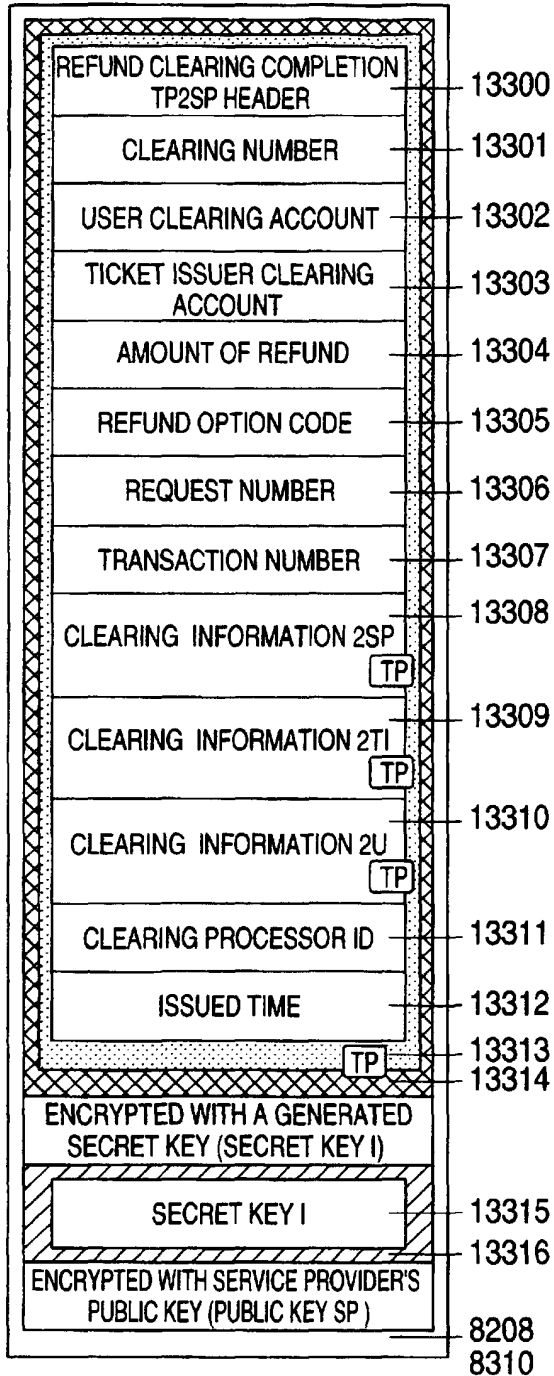 REFUND CLEARING COMPLETION
TP2SP HEADER
13300
CLEARING NUMBER
13301
USER CLEARING ACCOUNT
13302
TICKET ISSUER CLEARING
ACCOUNT
13303
AMOUNT OF REFUND
13304
REFUND OPTION CODE
13305
REQUEST NUMBER
13306
TRANSACTION NUMBER
13307
13308
CLEARING INFORMATION 2SP
TP
13309
CLEARING INFORMATION 2TI
TP
13310
CLEARING INFORMATION 2U
TP
CLEARING PROCESSOR ID
13311
ISSUED TIME
13312
TP
13313
13314
ENCRYPTED WITH A GENERATED
SECRET KEY (SECRET KEY I)
SECRET KEY I
13315
13316
ENCRYPTED WITH SERVICE PROVIDER'S
PUBLIC KEY (PUBLIC KEY SP )
8208
8310